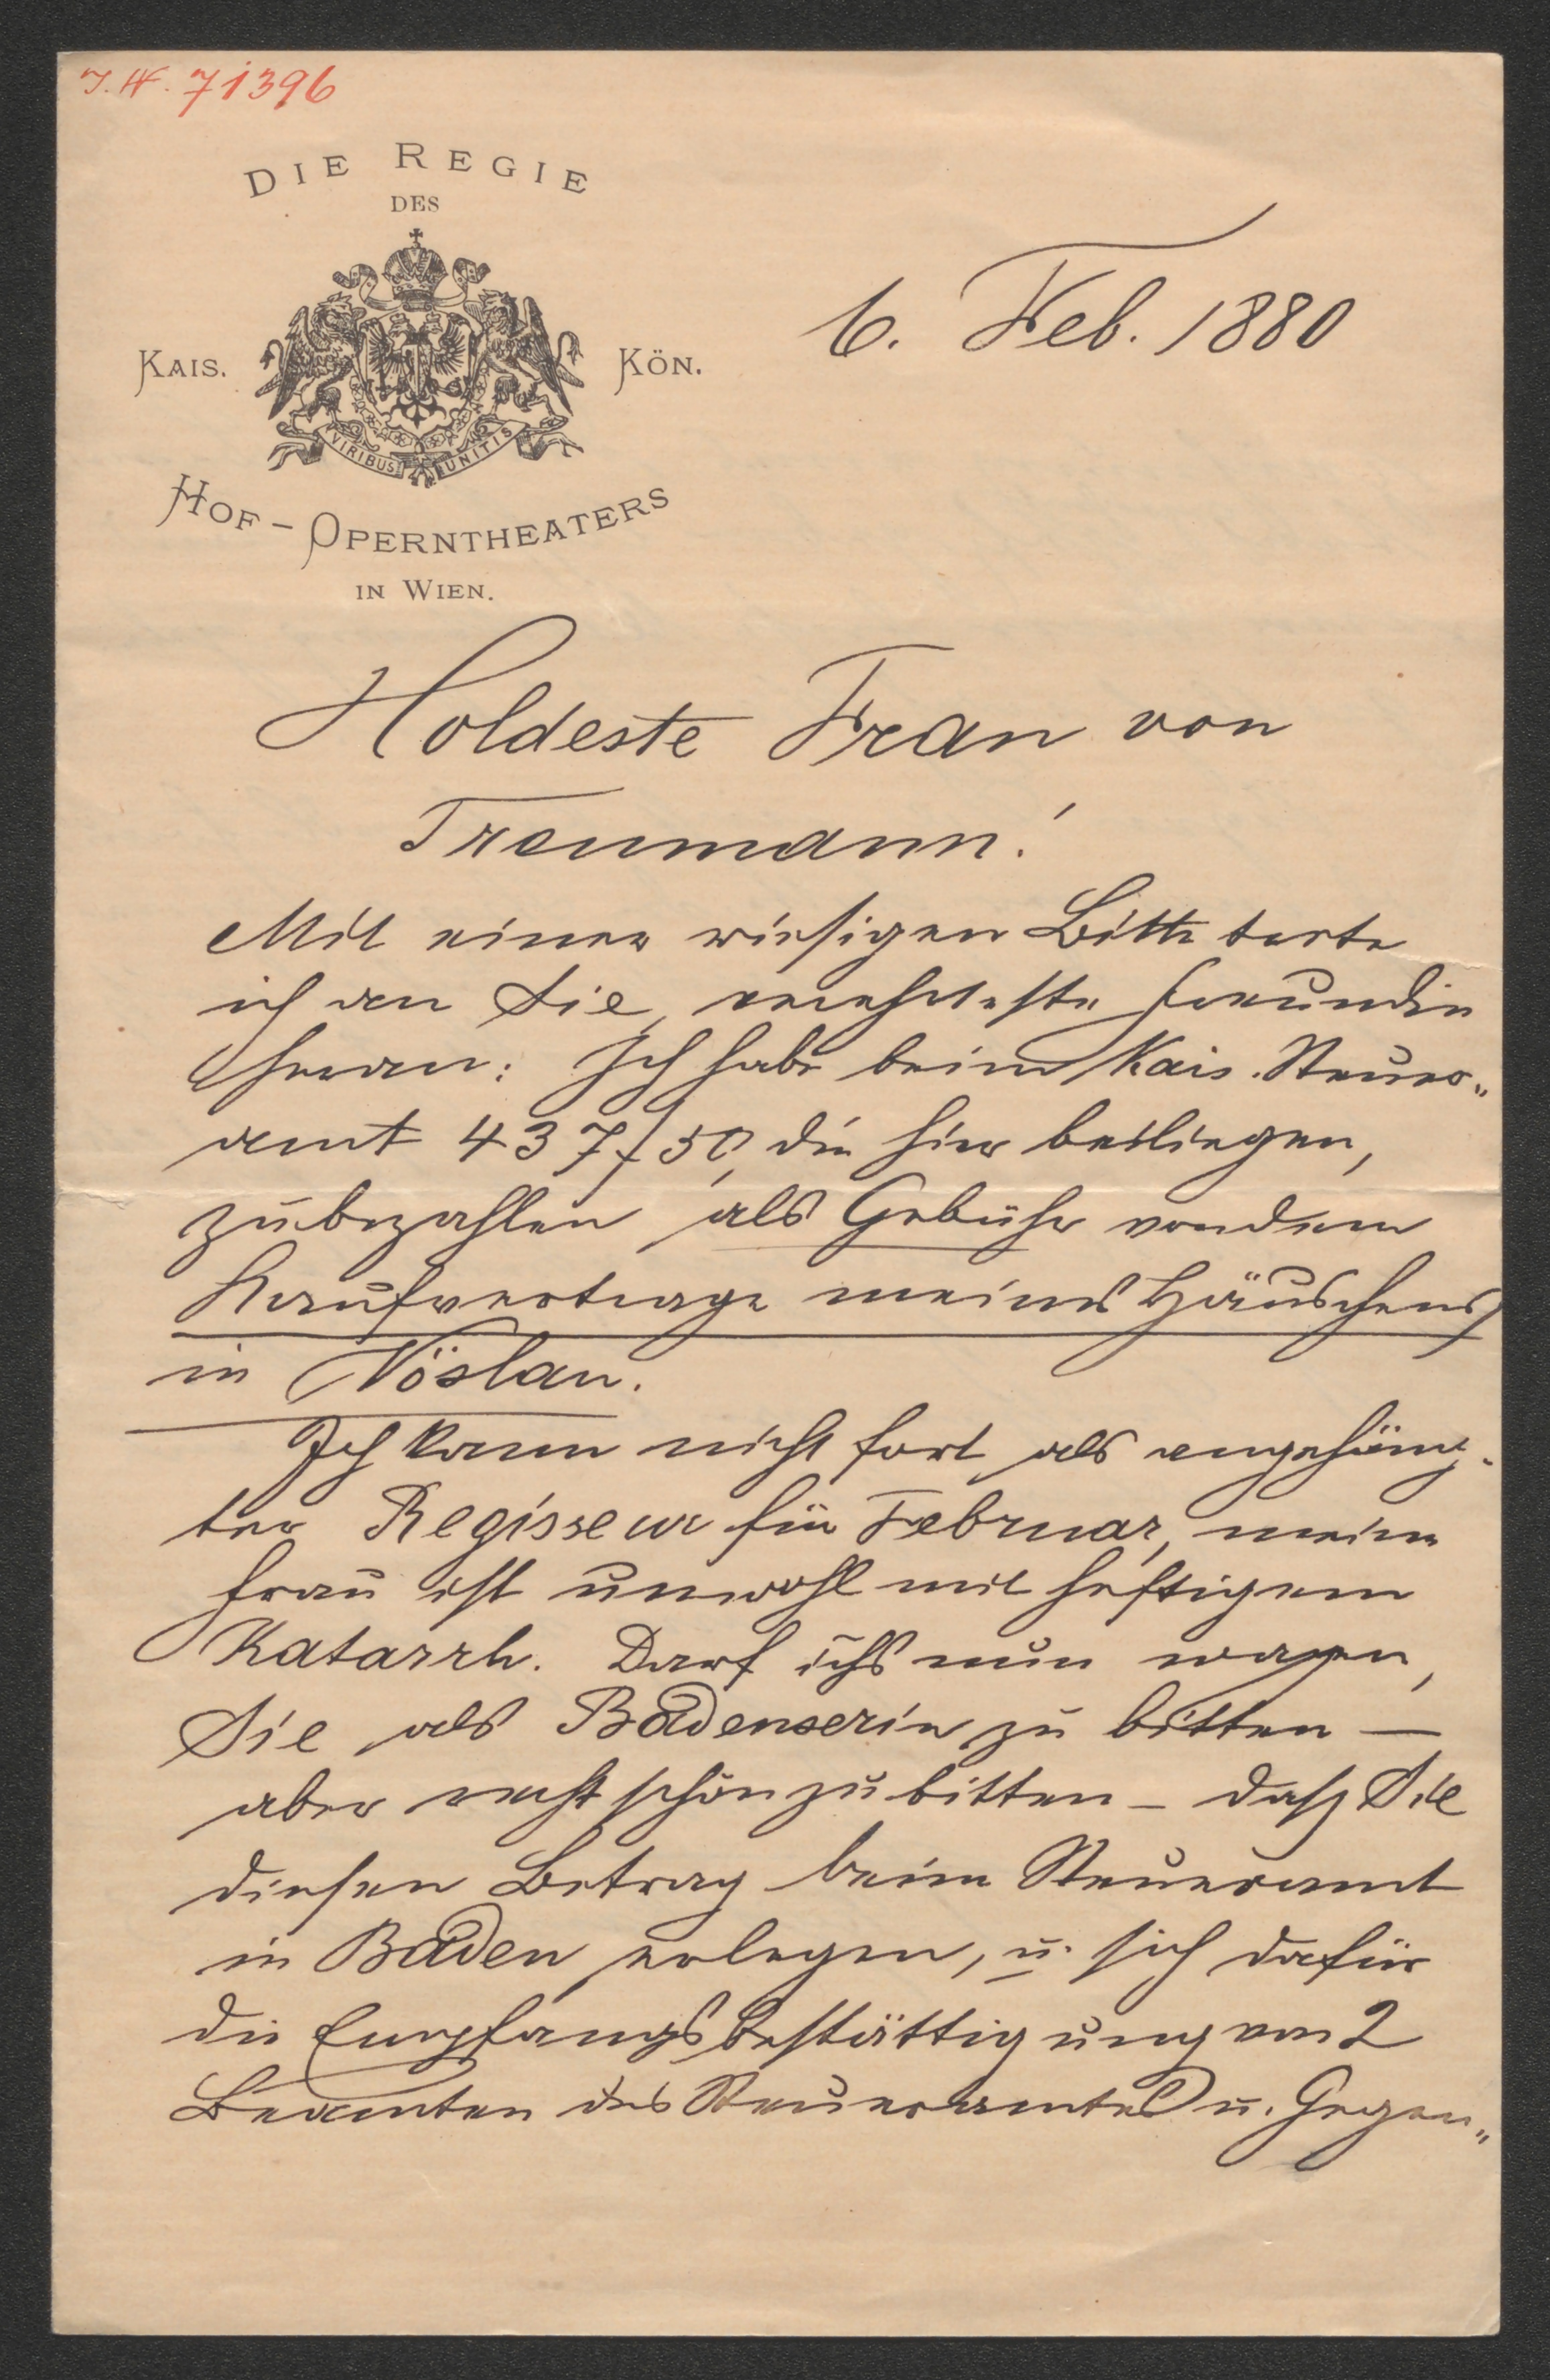 J. N. 71396
DIE REGIE
DES
KAIS. KÖN.
VIRIBUS UNITIS
HOF-OPERNTHEATERS
IN WIEN.
6. Feb. 1880
Holdeste Frau von
Treumann!
Mit einer riesigen Bitte trete
ich an Sie, verehrteste Freundin
heran: Ich habe beim Kais. Steuer„
amt 437f 50, die hier beiliegen,
zu bezahlen als Gebühr von dem
Kaufvertrage meines Häuschens
in Vöslau.
Ich kann nicht fort als angehäng-
ter Regisseur für Februar, meine
Frau ist unwohl mit heftigem
Katarrh. Darf ichs nun wagen,
Sie als Badenserin zu bitten —
aber recht schön zu bitten – dass Sie
diesen Betrag beim Steueramt
in Baden erlegen, u. sich dafür
die Empfangsbestättigung von 2
Beamten des Steueramtes u. Gegen„